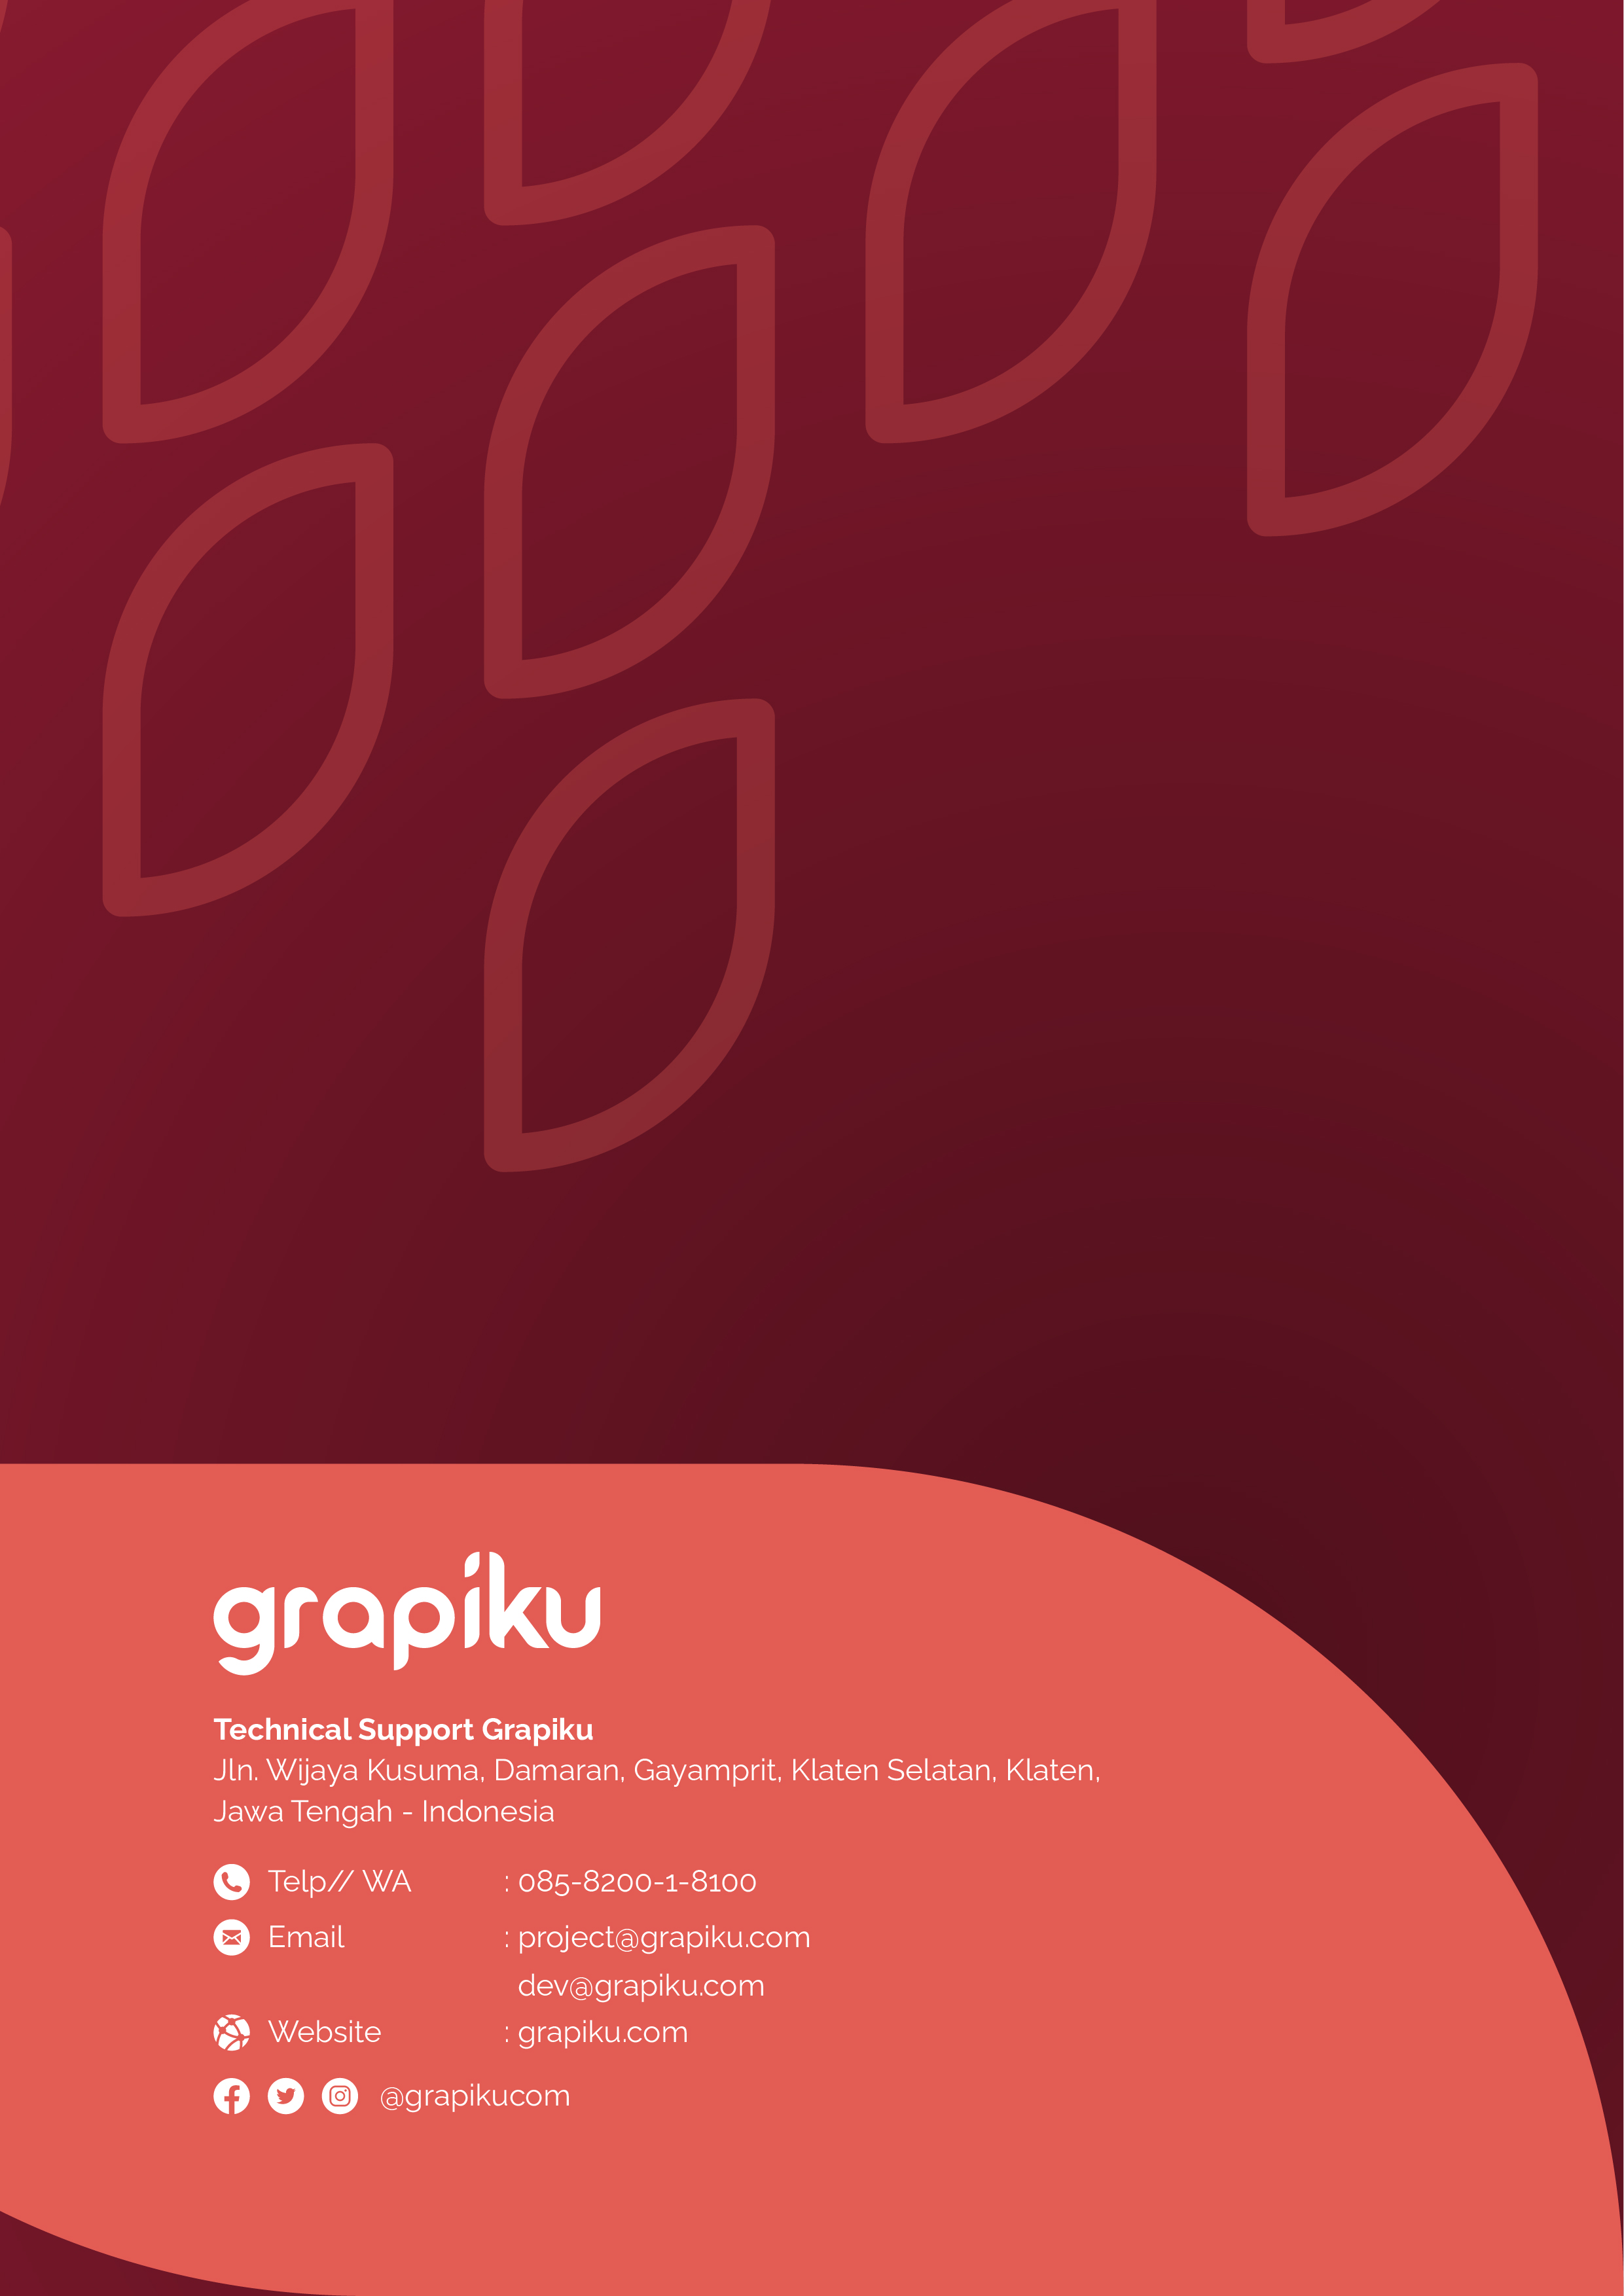 grapiku
Technical Support Grapiku
Jln. Wijaya Kusuma, Damaran, Gayamprit, Klaten Selatan, Klaten,
Jawa Tengah - Indonesia
Telp// WA : 085-8200-1-8100
Email : project@grapiku.com
dev@grapiku.com
Website : grapiku.com
@grapikucom